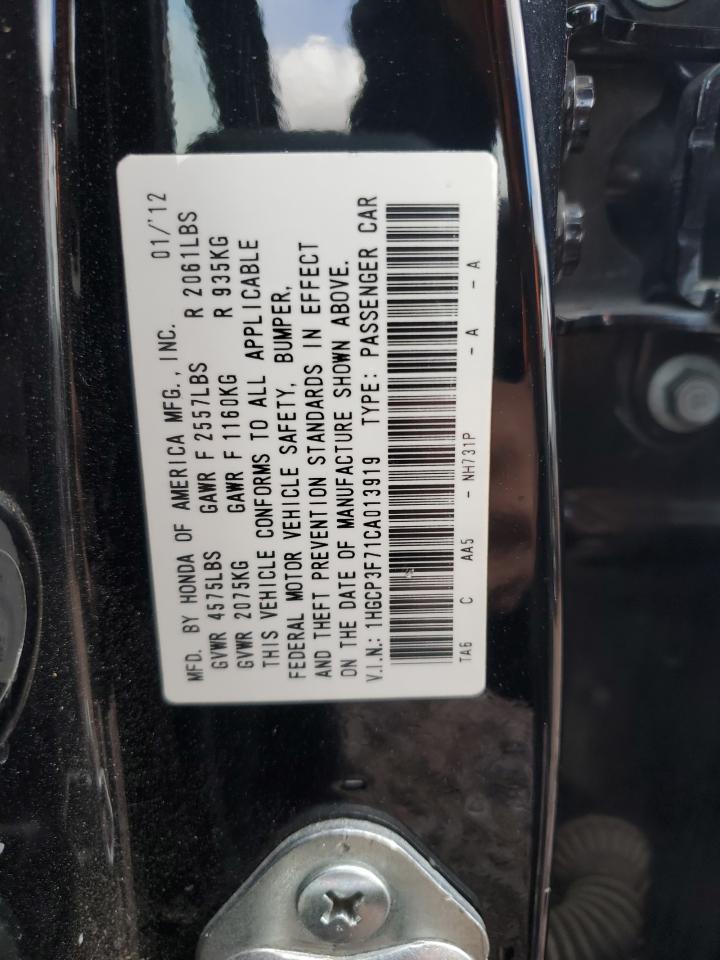 MFD. BY HONDA OF AMERICA MFG., INC. 01/'12
GVWR 4575LBS GAWR F 2557LBS R 2061LBS
GVWR 2075KG GAWR F 1160KG R 935KG
THIS VEHICLE CONFORMS TO ALL APPLICABLE
FEDERAL MOTOR VEHICLE SAFETY, BUMPER,
AND THEFT PREVENTION STANDARDS IN EFFECT
ON THE DATE OF MANUFACTURE SHOWN ABOVE.
V.I.N.: 1HGCP3F71CA013919 TYPE: PASSENGER CAR
TA6 C AA5 - NH731P - A - A